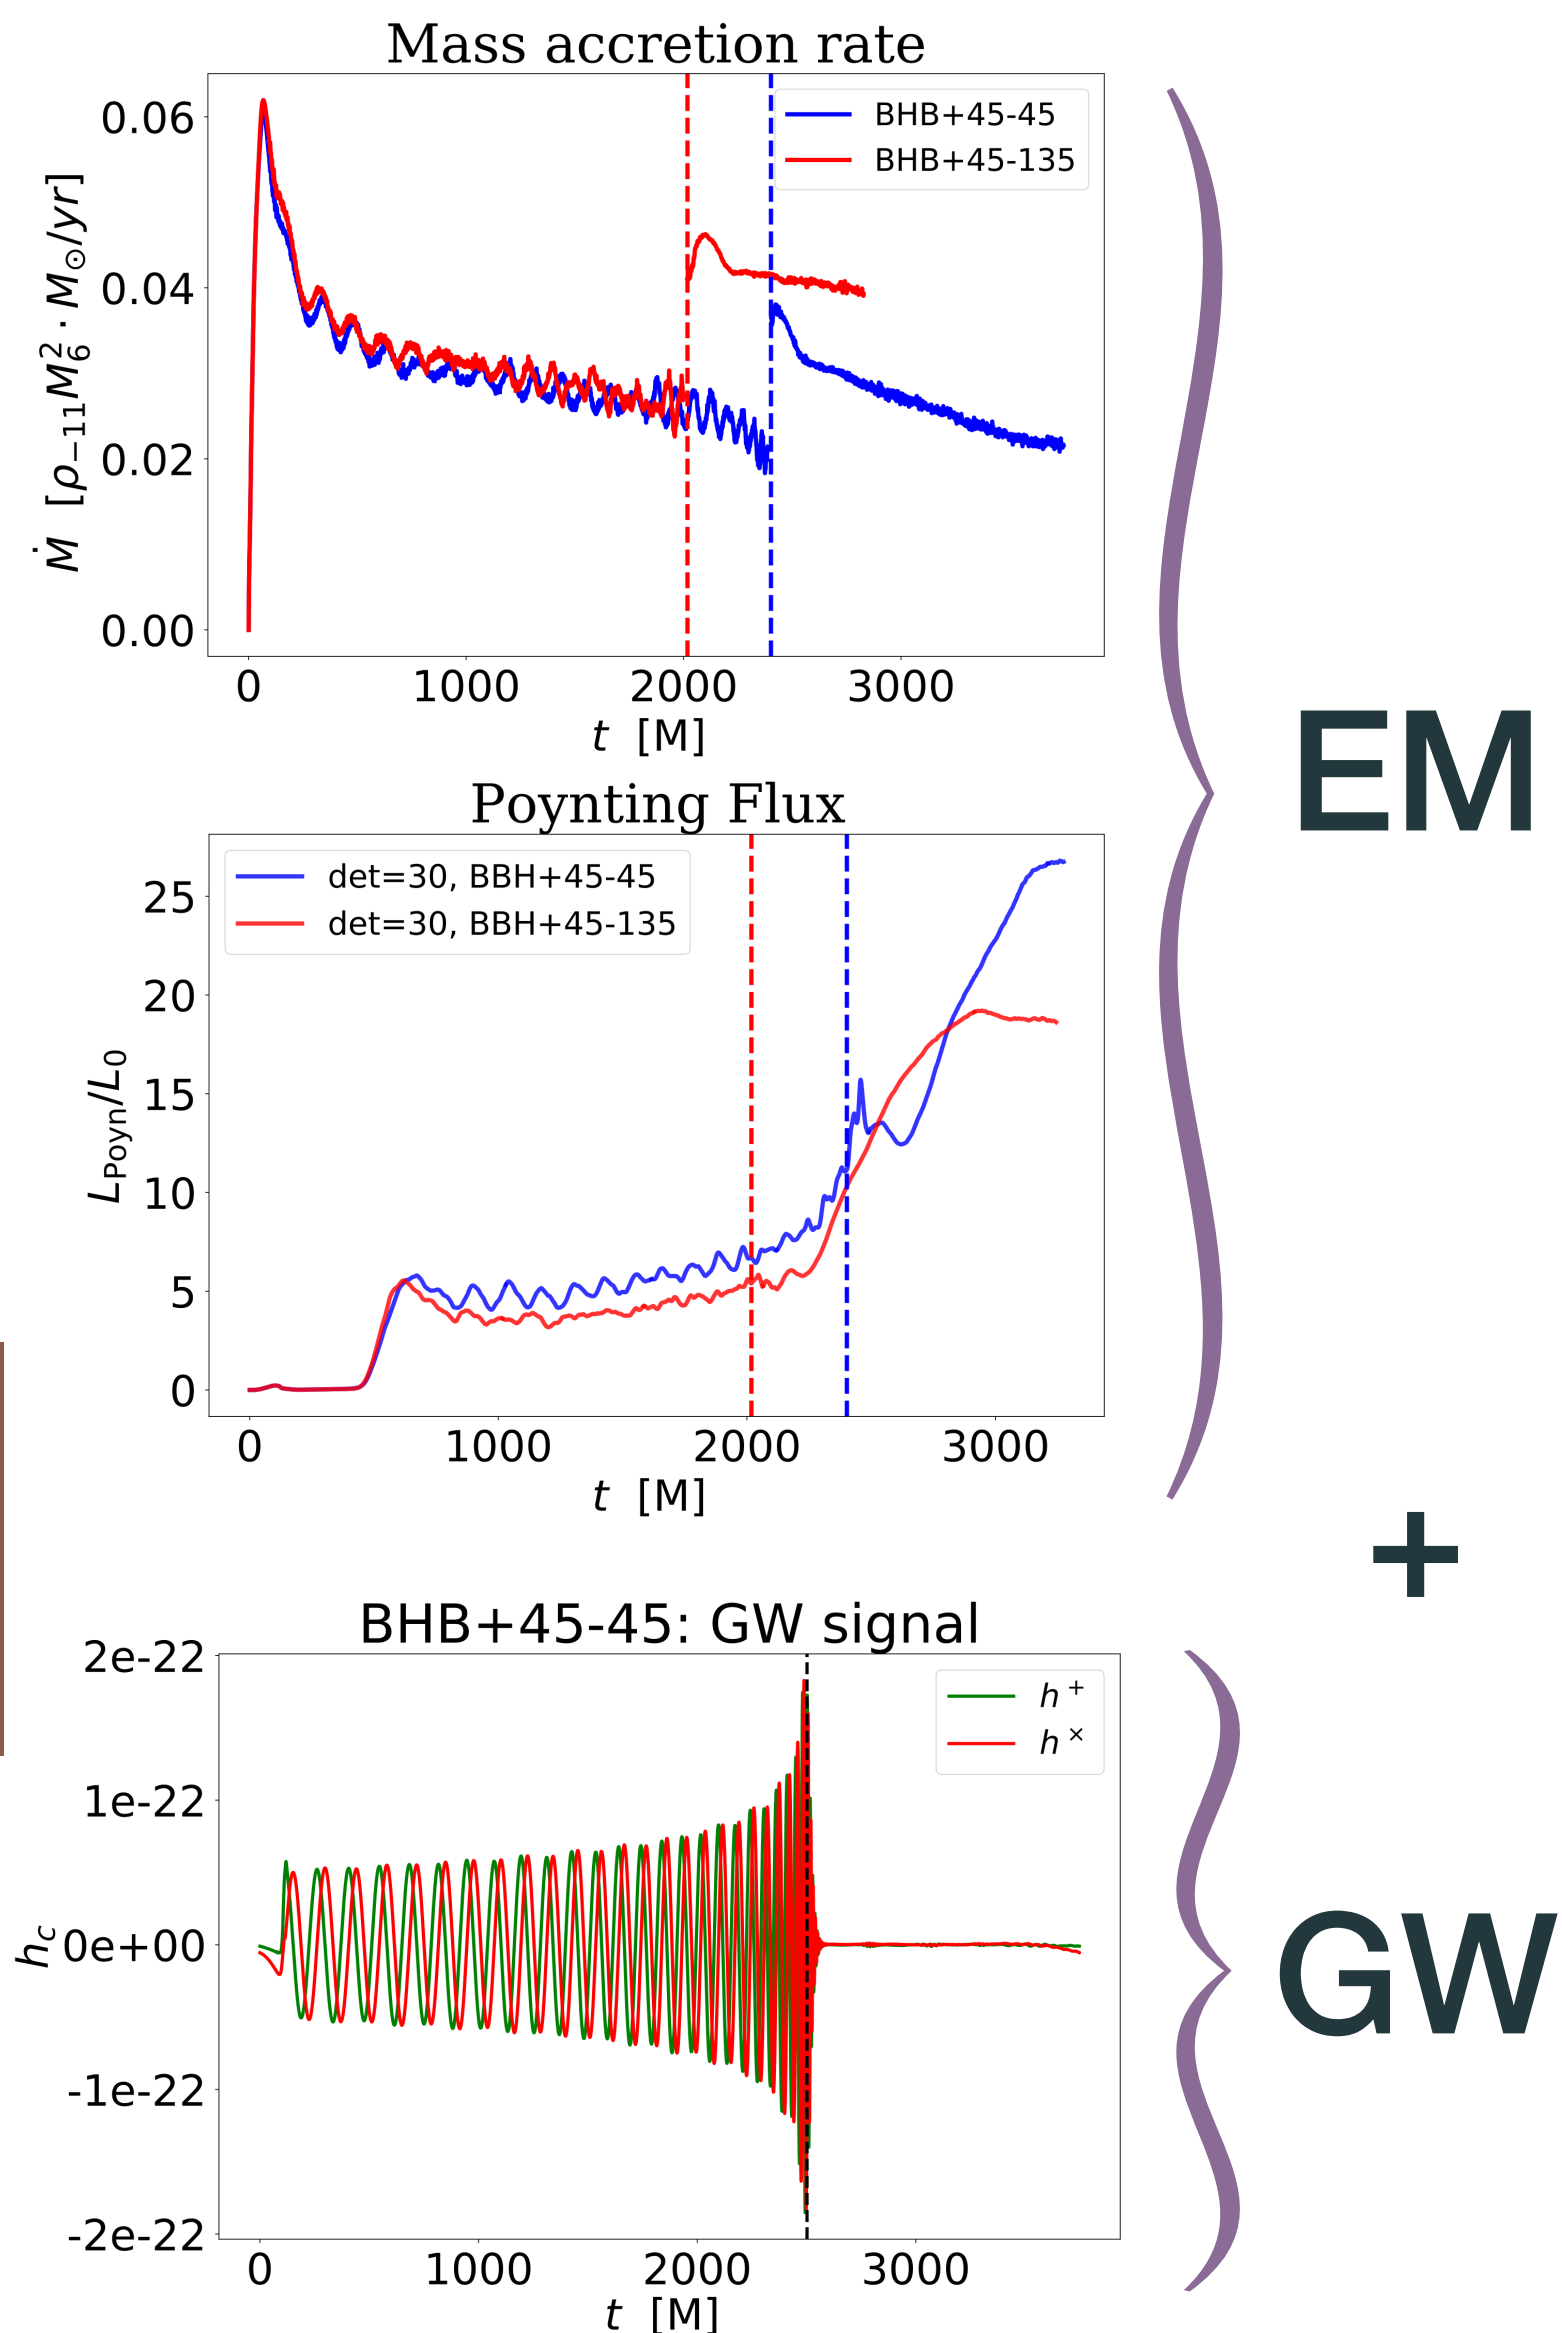 Mass accretion rate
BHB+45-45
BHB+45-135
0.06
0.04
0.02
0.00
Ṁ [ρ₋₁₁M₆²·M⊙/yr]
0 1000 2000 3000
t [M]
EM
Poynting Flux
det=30, BBH+45-45
det=30, BBH+45-135
25
20
15
10
5
0
L_Poyn/L₀
0 1000 2000 3000
t [M]
+
BHB+45-45: GW signal
h⁺
h^×
2e-22
1e-22
0e+00
-1e-22
-2e-22
h_c
0 1000 2000 3000
t [M]
GW